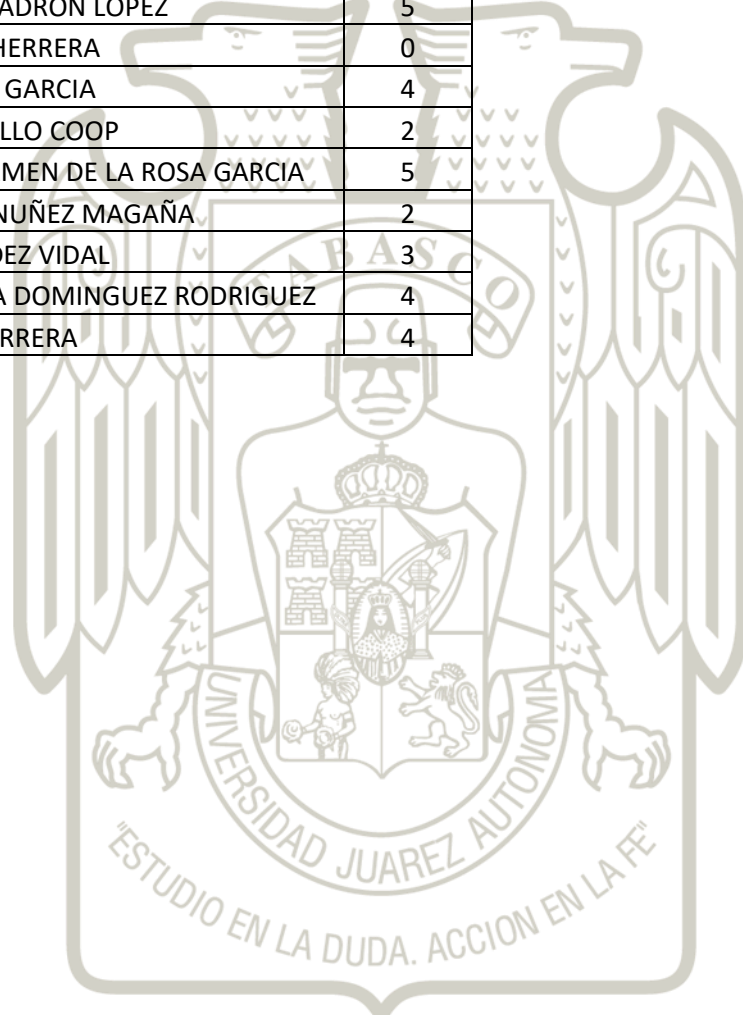 ADRON LOPEZ 5
HERRERA 0
GARCIA 4
LLO COOP 2
MEN DE LA ROSA GARCIA 5
NUÑEZ MAGAÑA 2
DEZ VIDAL 3
A DOMINGUEZ RODRIGUEZ 4
RRERA 4
TABASCO
UNIVERSIDAD JUAREZ AUTONOMA
"ESTUDIO EN LA DUDA. ACCION EN LA FE"